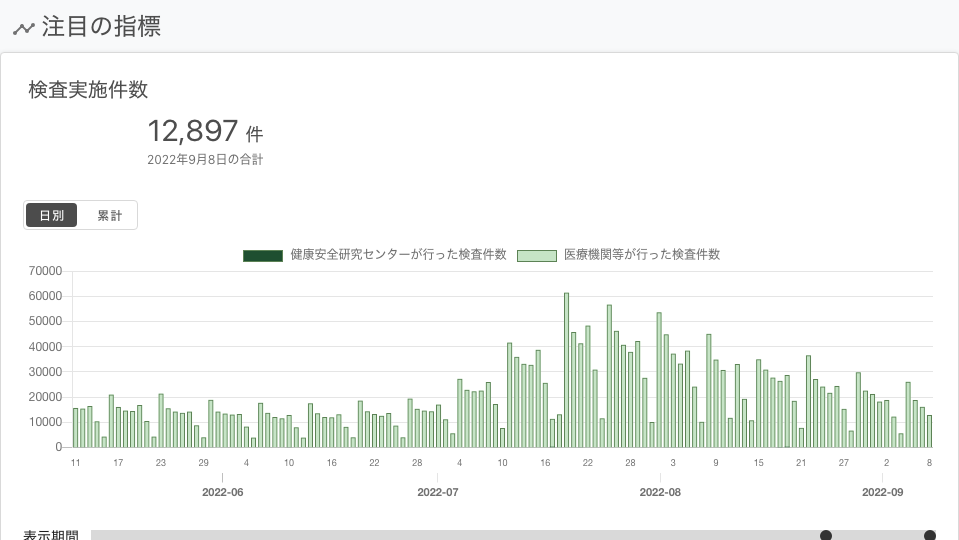 注目の指標
検査実施件数
12,897 件
2022年9月8日の合計
日別 累計
健康安全研究センターが行った検査件数 医療機関等が行った検査件数
70000
60000
50000
40000
30000
20000
10000
0
11 17 23 29 4 10 16 22 28 4 10 16 22 28 3 9 15 21 27 2 8
2022-06 2022-07 2022-08 2022-09
表示期間